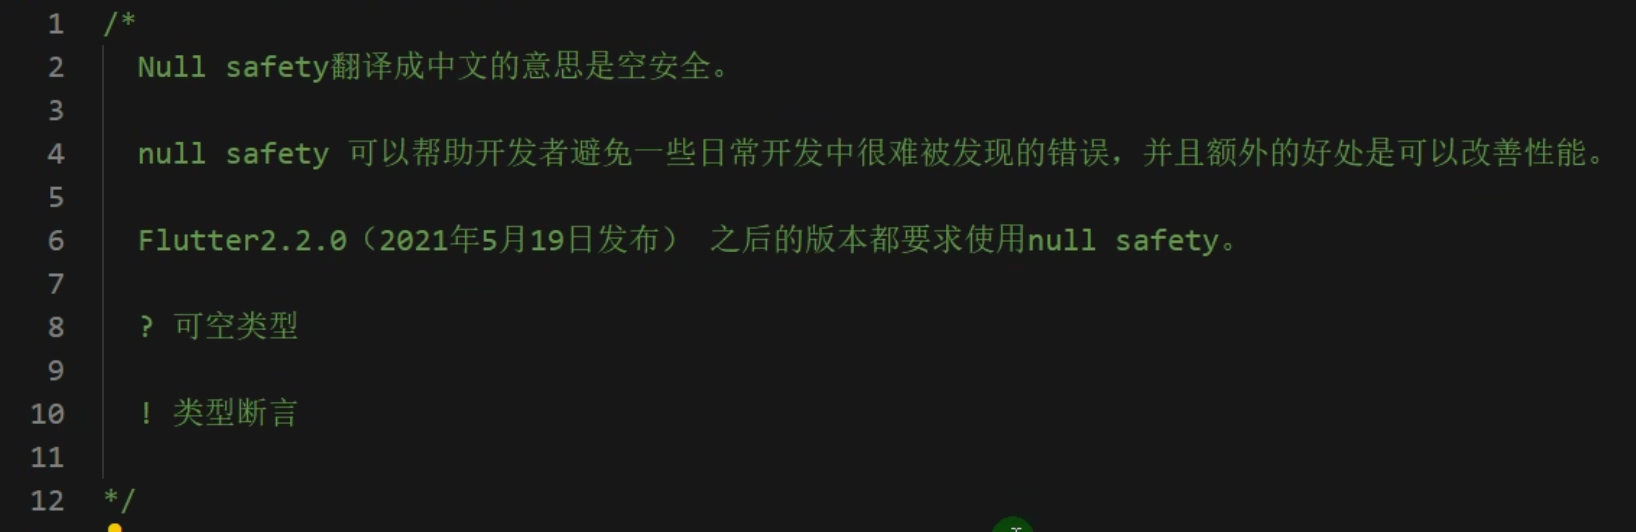 1 /*
2 Null safety翻译成中文的意思是空安全。
3
4 null safety 可以帮助开发者避免一些日常开发中很难被发现的错误，并且额外的好处是可以改善性能。
5
6 Flutter2.2.0（2021年5月19日发布） 之后的版本都要求使用null safety。
7
8 ? 可空类型
9
10 ! 类型断言
11
12 */